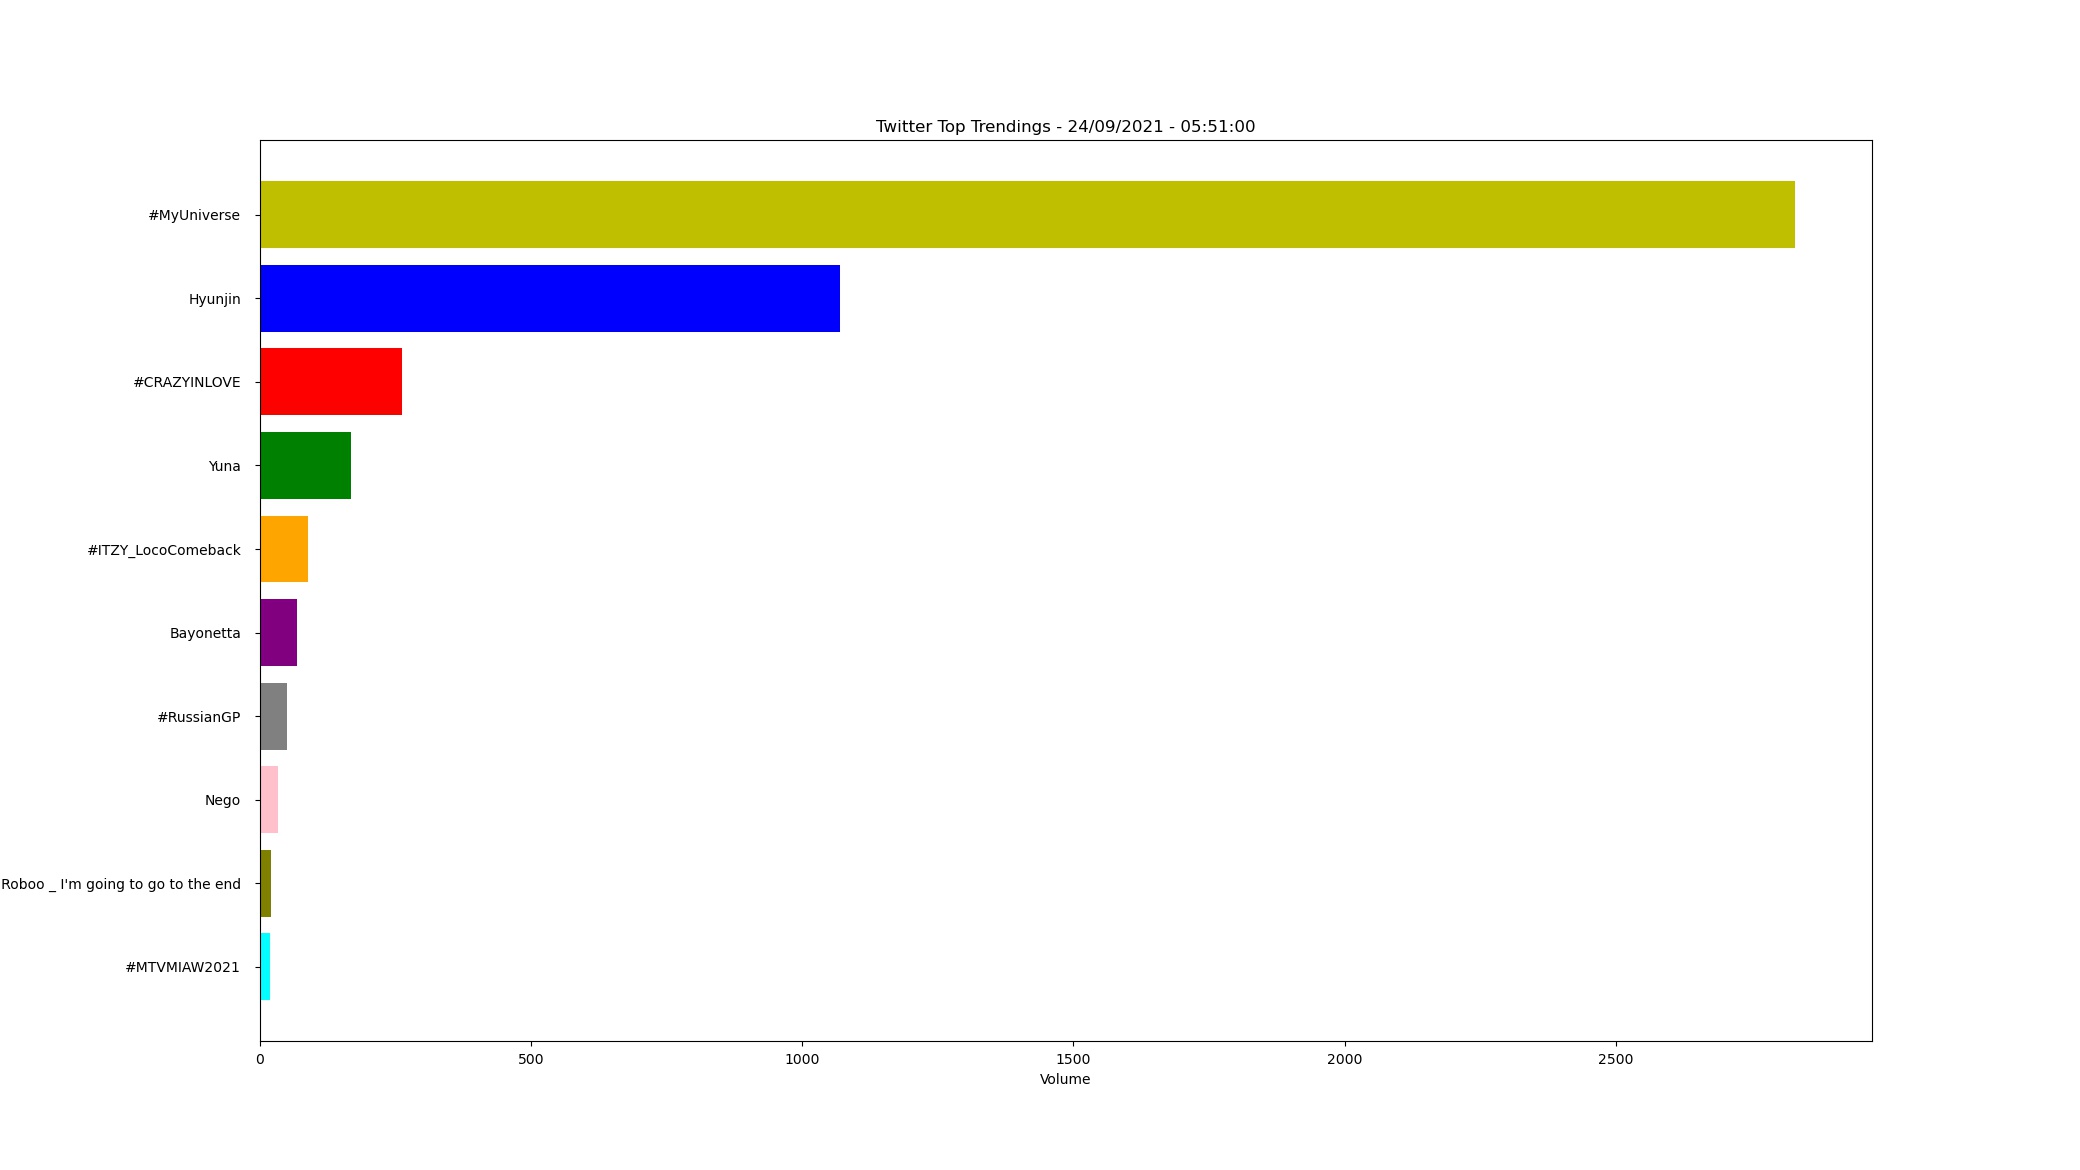 Twitter Top Trendings - 24/09/2021 - 05:51:00
#MyUniverse
Hyunjin
#CRAZYINLOVE
Yuna
#ITZY_LocoComeback
Bayonetta
#RussianGP
Nego
Roboo _ I'm going to go to the end
#MTVMIAW2021
0 500 1000 1500 2000 2500
Volume